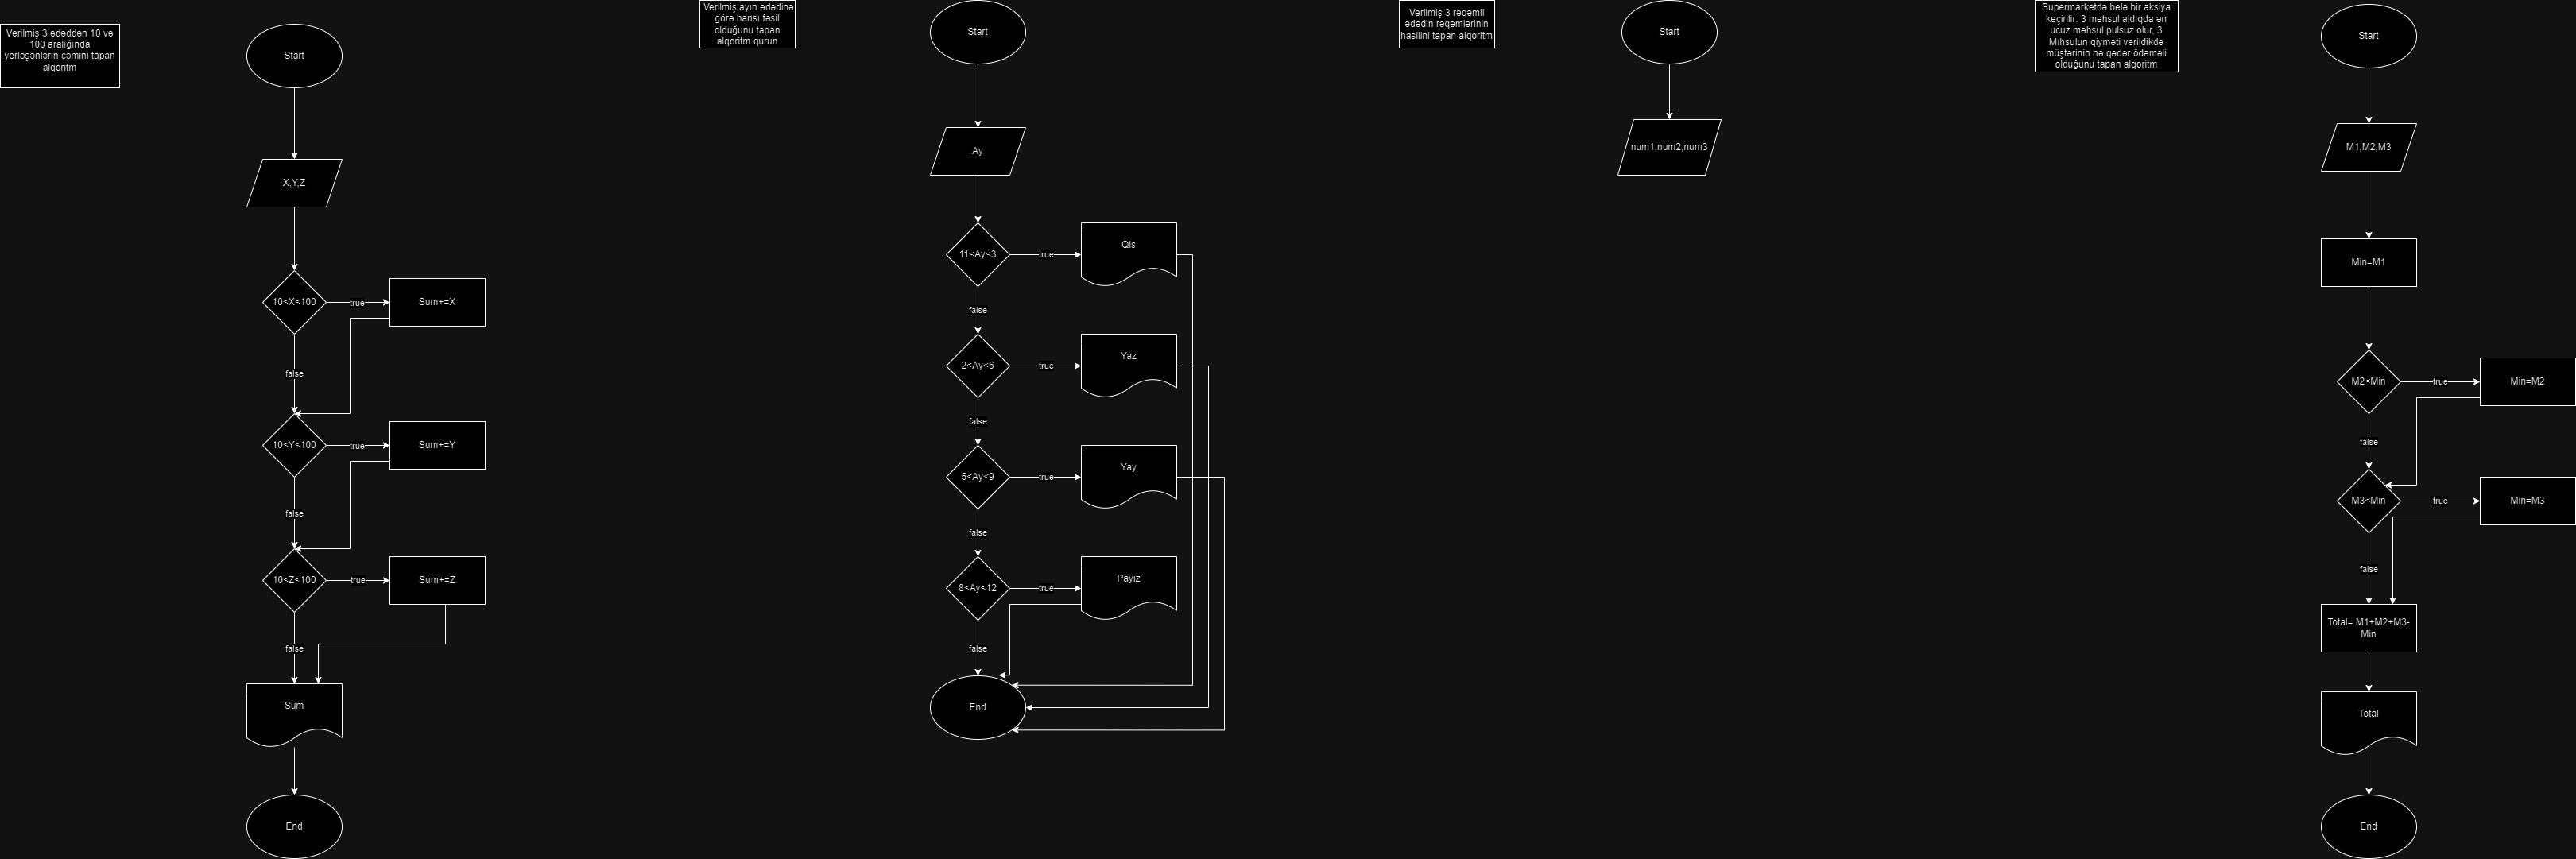 Verilmiş 3 ədəddən 10 və
100 aralığında
yerləşənlərin cəmini tapan
alqoritm
Start
X,Y,Z
10<X<100
true
Sum+=X
false
10<Y<100
true
Sum+=Y
false
10<Z<100
true
Sum+=Z
false
Sum
End
Verilmiş ayın ədədinə
görə hansı fəsil
olduğunu tapan
alqoritm qurun
Start
Ay
11<Ay<3
true
Qis
false
2<Ay<6
true
Yaz
false
5<Ay<9
true
Yay
false
8<Ay<12
true
Payiz
false
End
Verilmiş 3 rəqəmli
ədədin rəqəmlərinin
hasilini tapan alqoritm
Start
num1,num2,num3
Supermarketdə belə bir aksiya
keçirilir: 3 məhsul aldıqda ən
ucuz məhsul pulsuz olur, 3
Mıhsulun qiyməti verildikdə
müştərinin nə qədər ödəməli
olduğunu tapan alqoritm
Start
M1,M2,M3
Min=M1
M2<Min
true
Min=M2
false
M3<Min
true
Min=M3
false
Total= M1+M2+M3-
Min
Total
End